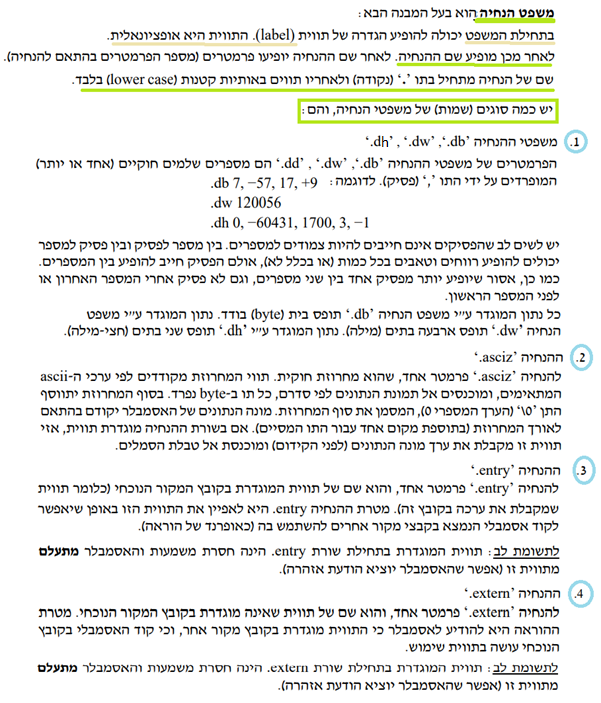 משפט הנחיה הוא בעל המבנה הבא:
בתחילת המשפט יכולה להופיע הגדרה של תווית (label). התווית היא אופציונאלית.
לאחר מכן מופיע שם ההנחיה. לאחר שם ההנחיה יופיעו פרמטרים (מספר הפרמטרים בהתאם להנחיה).
שם של הנחיה מתחיל בתו '.' (נקודה) ולאחריו תווים באותיות קטנות (lower case) בלבד.
יש כמה סוגים (שמות) של משפטי הנחיה, והם:
1. משפטי ההנחיה '.db', '.dw', '.dh'
הפרמטרים של משפטי ההנחיה '.db', '.dw', '.dd' הם מספרים שלמים חוקיים (אחד או יותר)
המופרדים על ידי התו ',' (פסיק). לדוגמה: .db 7, −57, 17, +9
.dw 120056
.dh 0, −60431, 1700, 3, −1
יש לשים לב שהפסיקים אינם חייבים להיות צמודים למספרים. בין מספר לפסיק ובין פסיק למספר
יכולים להופיע רווחים וטאבים בכל כמות (או בכלל לא), אולם הפסיק חייב להופיע בין המספרים.
כמו כן, אסור שיופיע יותר מפסיק אחד בין שני מספרים, וגם לא פסיק אחרי המספר האחרון או
לפני המספר הראשון.
כל נתון המוגדר ע"י משפט הנחיה '.db' תופס בית (byte) בודד. נתון המוגדר ע"י משפט
הנחיה '.dw' תופס ארבעה בתים (מילה). נתון המוגדר ע"י '.dh' תופס שני בתים (חצי-מילה).
2. ההנחיה '.asciz'
להנחיה '.asciz' פרמטר אחד, שהוא מחרוזת חוקית. תווי המחרוזת מקודדים לפי ערכי ה-ascii
המתאימים, ומוכנסים אל תמונת הנתונים לפי סדרם, כל תו ב-byte נפרד. בסוף המחרוזת יתווסף
התו '\0' (הערך המספרי 0), המסמן את סוף המחרוזת. מונה הנתונים של האסמבלר יקודם בהתאם
לאורך המחרוזת (בתוספת מקום אחד עבור התו המסיים). אם בשורת ההנחיה מוגדרת תווית, אזי
תווית זו מקבלת את ערך מונה הנתונים (לפני הקידום) ומוכנסת אל טבלת הסמלים.
3. ההנחיה '.entry'
להנחיה '.entry' פרמטר אחד, והוא שם של תווית המוגדרת בקובץ המקור הנוכחי (כלומר תווית
שמקבלת את ערכה בקובץ זה). מטרת ההנחיה entry. היא לאפיין את התווית הזו באופן שיאפשר
לקוד אסמבלי הנמצא בקבצי מקור אחרים להשתמש בה (כאופרנד של הוראה).
לתשומת לב: תווית המוגדרת בתחילת שורת entry. הינה חסרת משמעות והאסמבלר מתעלם
מתווית זו (אפשר שהאסמבלר יוציא הודעת אזהרה).
4. ההנחיה '.extern'
להנחיה '.extern' פרמטר אחד, והוא שם של תווית שאינה מוגדרת בקובץ המקור הנוכחי. מטרת
ההוראה היא להודיע לאסמבלר כי התווית מוגדרת בקובץ מקור אחר, וכי קוד האסמבלי בקובץ
הנוכחי עושה בתווית שימוש.
לתשומת לב: תווית המוגדרת בתחילת שורת extern. הינה חסרת משמעות והאסמבלר מתעלם
מתווית זו (אפשר שהאסמבלר יוציא הודעת אזהרה).